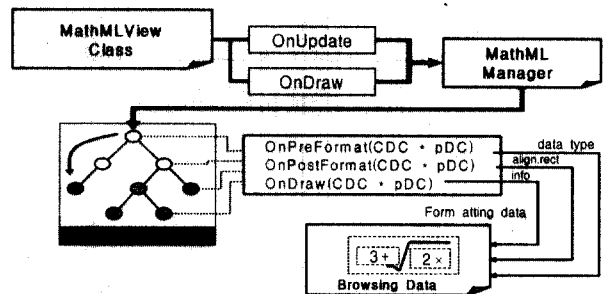 MathMLView
Class
OnUpdate
OnDraw
MathML
Manager
OnPreFormat(CDC * pDC)
OnPostFormat(CDC * pDC)
OnDraw(CDC * pDC)
data type
align.rect
info
Form atting data
3+ √ 2×
Browsing Data